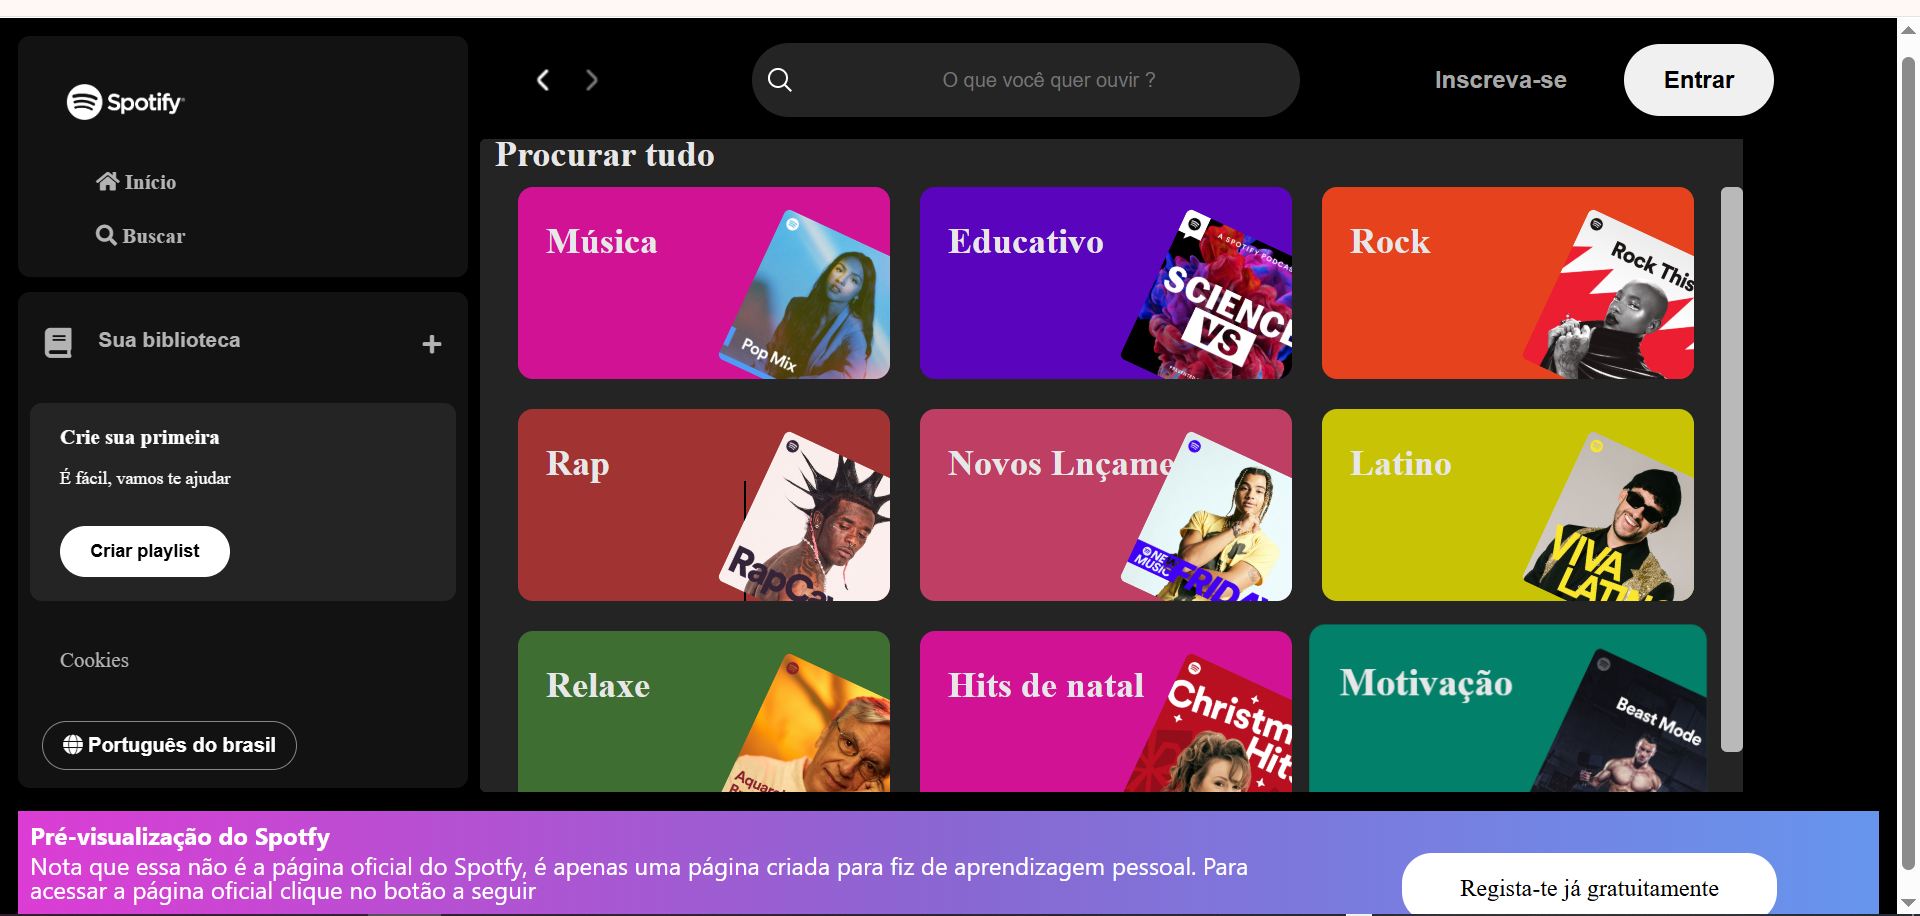 Spotify
Início
Buscar
Sua biblioteca
Crie sua primeira
É fácil, vamos te ajudar
Criar playlist
Cookies
Português do brasil
O que você quer ouvir ?
Inscreva-se
Entrar
Procurar tudo
Música
Pop Mix
Educativo
A SPOTIFY PODCAS
SCIENCE
VS
Rock
Rock This
Rap
RapCa
Novos Lnçame
NEW
MUSIC
FRIDAY
Latino
VIVA
LATINO
Relaxe
Hits de natal
Christm
Hits
Motivação
Beast Mode
Pré-visualização do Spotfy
Nota que essa não é a página oficial do Spotfy, é apenas uma página criada para fiz de aprendizagem pessoal. Para
acessar a página oficial clique no botão a seguir
Regista-te já gratuitamente